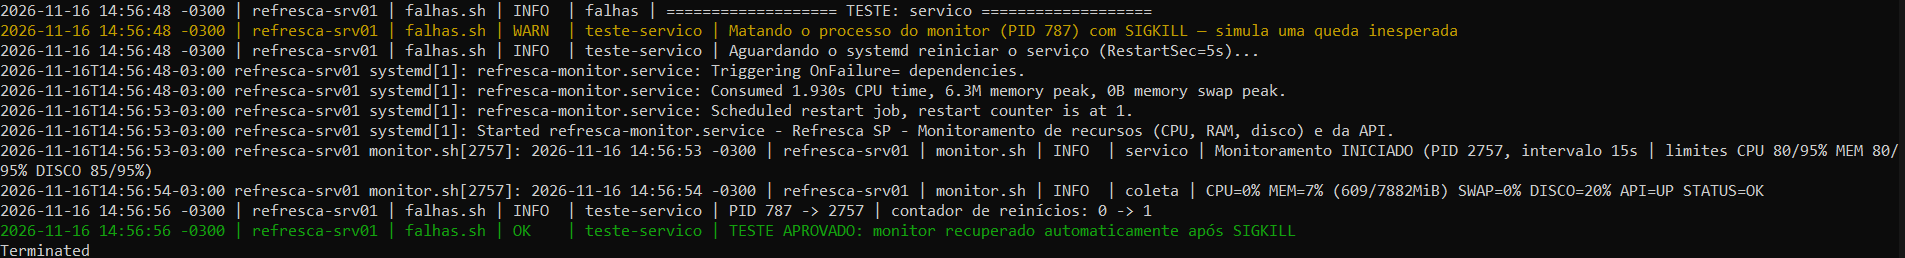 2026-11-16 14:56:48 -0300 | refresca-srv01 | falhas.sh | INFO  | falhas | =================== TESTE: servico ===================
2026-11-16 14:56:48 -0300 | refresca-srv01 | falhas.sh | WARN  | teste-servico | Matando o processo do monitor (PID 787) com SIGKILL — simula uma queda inesperada
2026-11-16 14:56:48 -0300 | refresca-srv01 | falhas.sh | INFO  | teste-servico | Aguardando o systemd reiniciar o serviço (RestartSec=5s)...
2026-11-16T14:56:48-03:00 refresca-srv01 systemd[1]: refresca-monitor.service: Triggering OnFailure= dependencies.
2026-11-16T14:56:48-03:00 refresca-srv01 systemd[1]: refresca-monitor.service: Consumed 1.930s CPU time, 6.3M memory peak, 0B memory swap peak.
2026-11-16T14:56:53-03:00 refresca-srv01 systemd[1]: refresca-monitor.service: Scheduled restart job, restart counter is at 1.
2026-11-16T14:56:53-03:00 refresca-srv01 systemd[1]: Started refresca-monitor.service - Refresca SP - Monitoramento de recursos (CPU, RAM, disco) e da API.
2026-11-16T14:56:53-03:00 refresca-srv01 monitor.sh[2757]: 2026-11-16 14:56:53 -0300 | refresca-srv01 | monitor.sh | INFO  | servico | Monitoramento INICIADO (PID 2757, intervalo 15s | limites CPU 80/95% MEM 80/
95% DISCO 85/95%)
2026-11-16T14:56:54-03:00 refresca-srv01 monitor.sh[2757]: 2026-11-16 14:56:54 -0300 | refresca-srv01 | monitor.sh | INFO  | coleta | CPU=0% MEM=7% (609/7882MiB) SWAP=0% DISCO=20% API=UP STATUS=OK
2026-11-16 14:56:56 -0300 | refresca-srv01 | falhas.sh | INFO  | teste-servico | PID 787 -> 2757 | contador de reinícios: 0 -> 1
2026-11-16 14:56:56 -0300 | refresca-srv01 | falhas.sh | OK    | teste-servico | TESTE APROVADO: monitor recuperado automaticamente após SIGKILL
Terminated